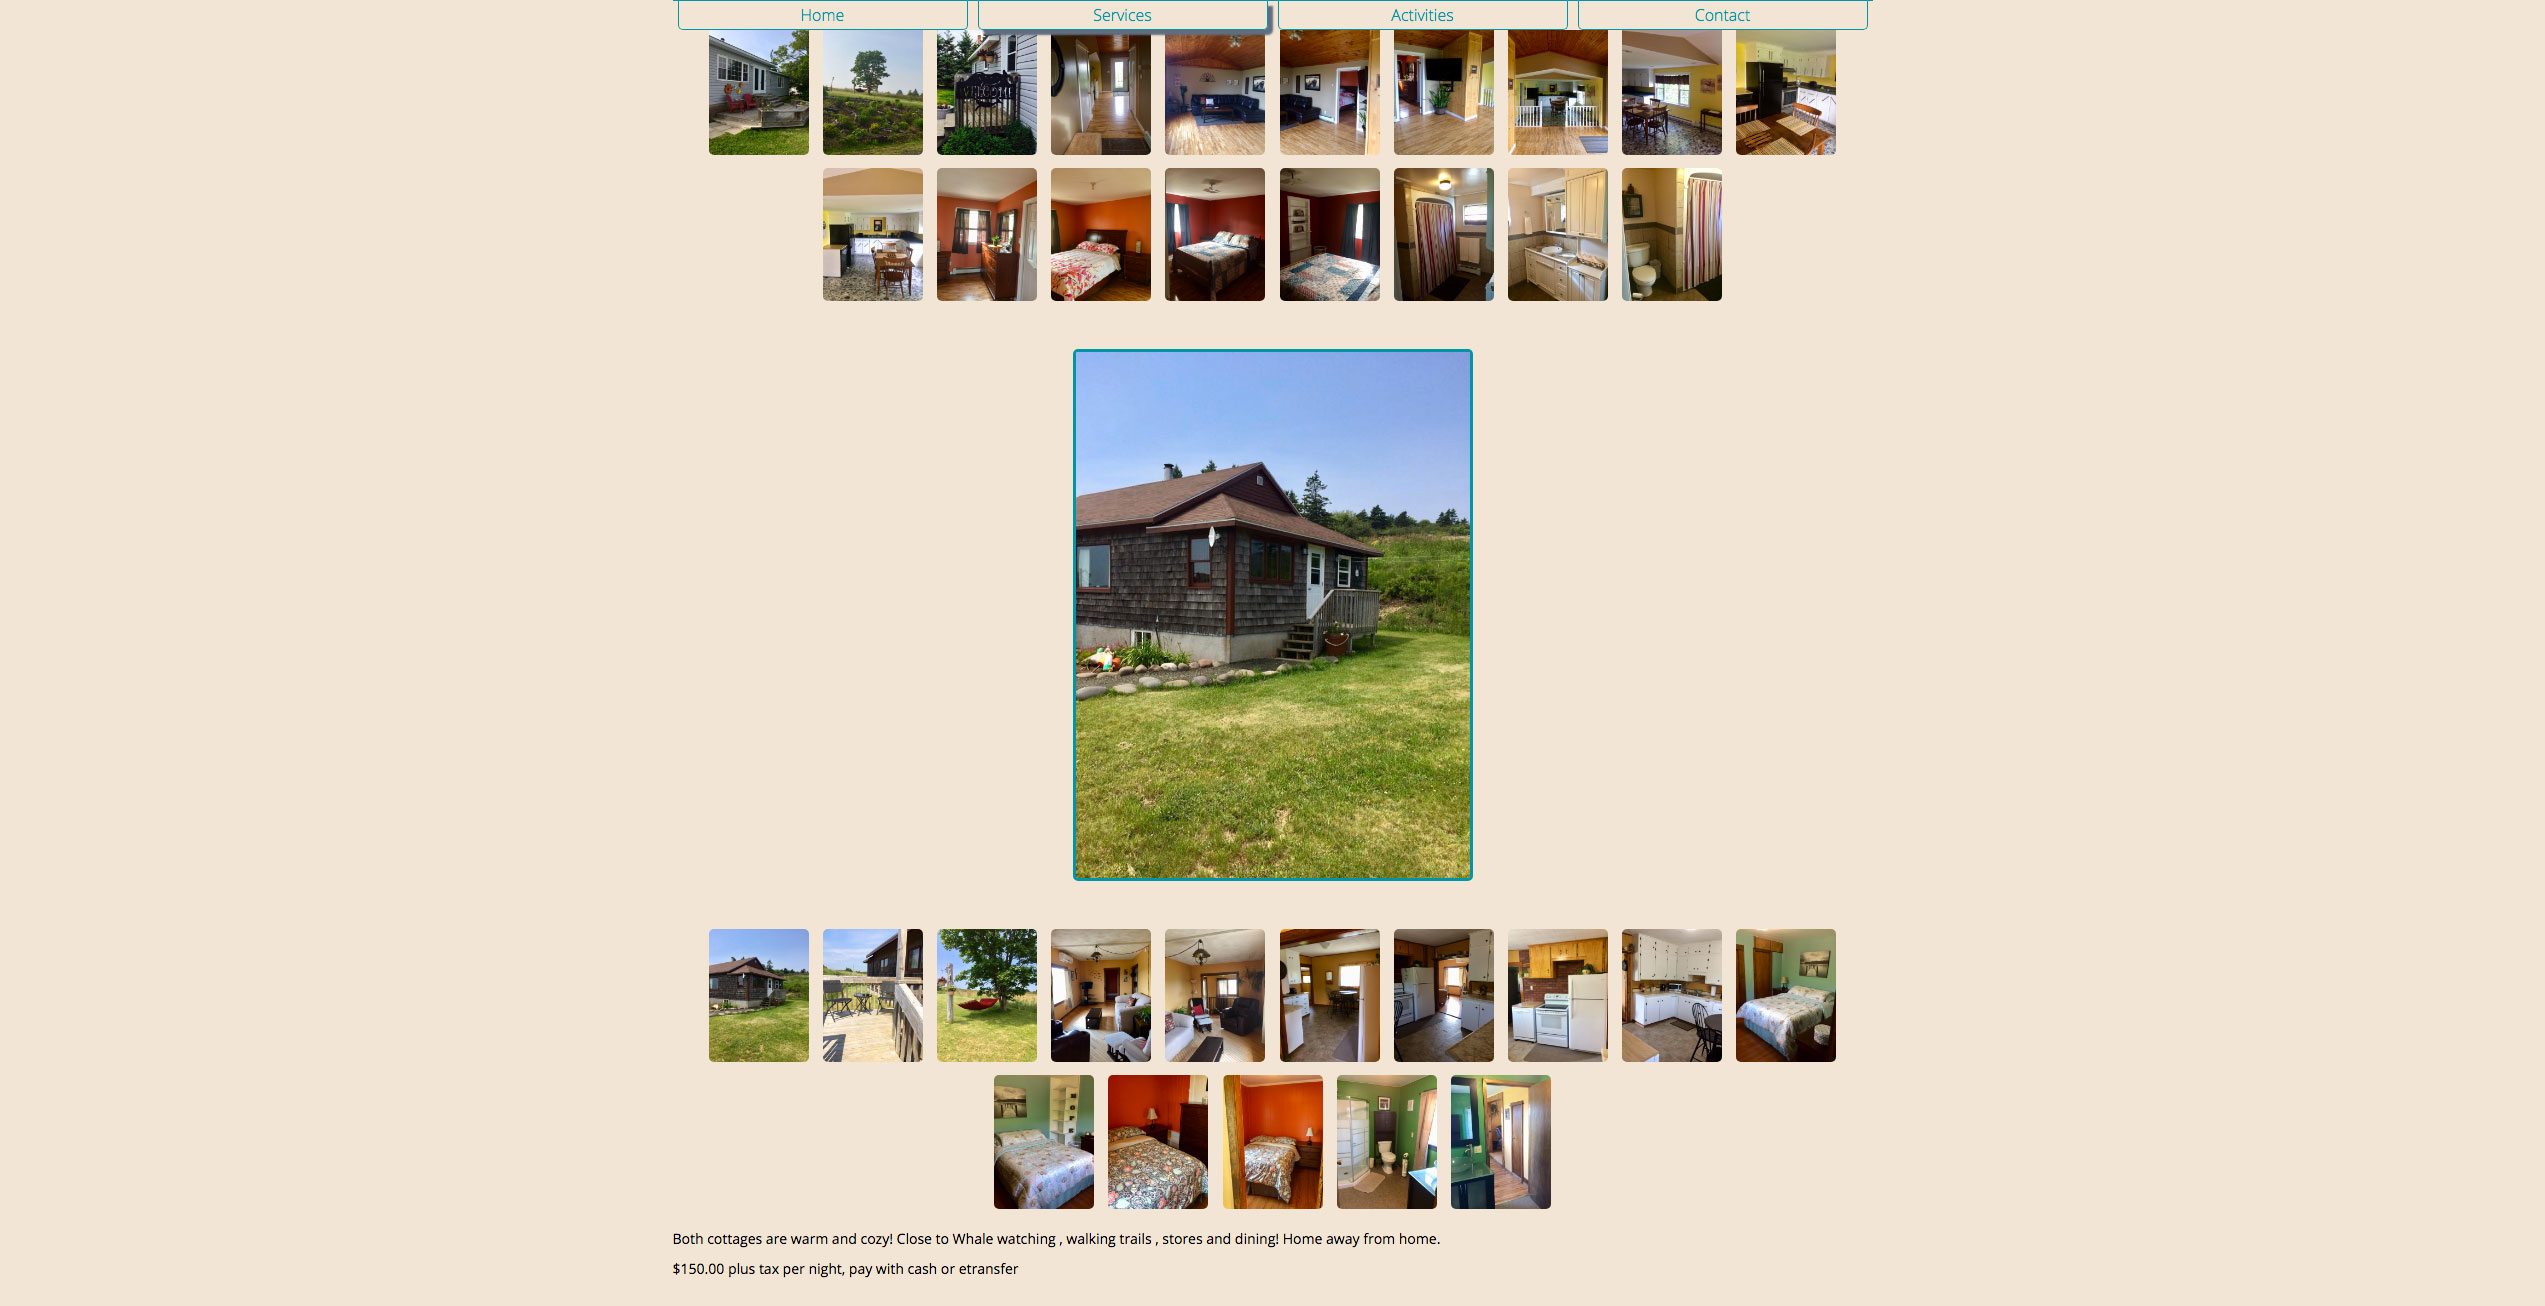 Home
Services
Activities
Contact
WELCOME
Both cottages are warm and cozy! Close to Whale watching , walking trails , stores and dining! Home away from home.
$150.00 plus tax per night, pay with cash or etransfer